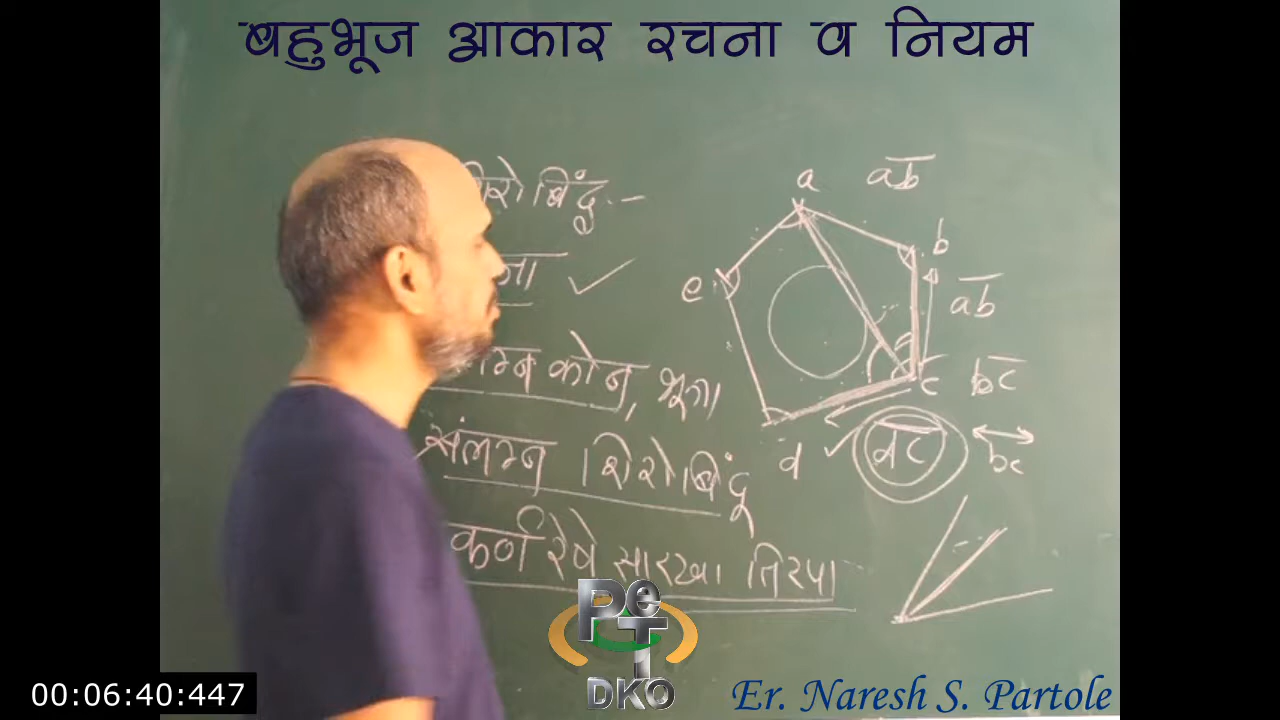 बहुभूज आकार रचना व नियम
शिरोबिंदू:-
a
ab
b
e
ab
c
bc
कोन, भूजा
संलग्न शिरोबिंदू
ac
bc
कर्ण रेषे सारखा तिरपा
PeT
DKO
00:06:40:447
Er. Naresh S. Partole